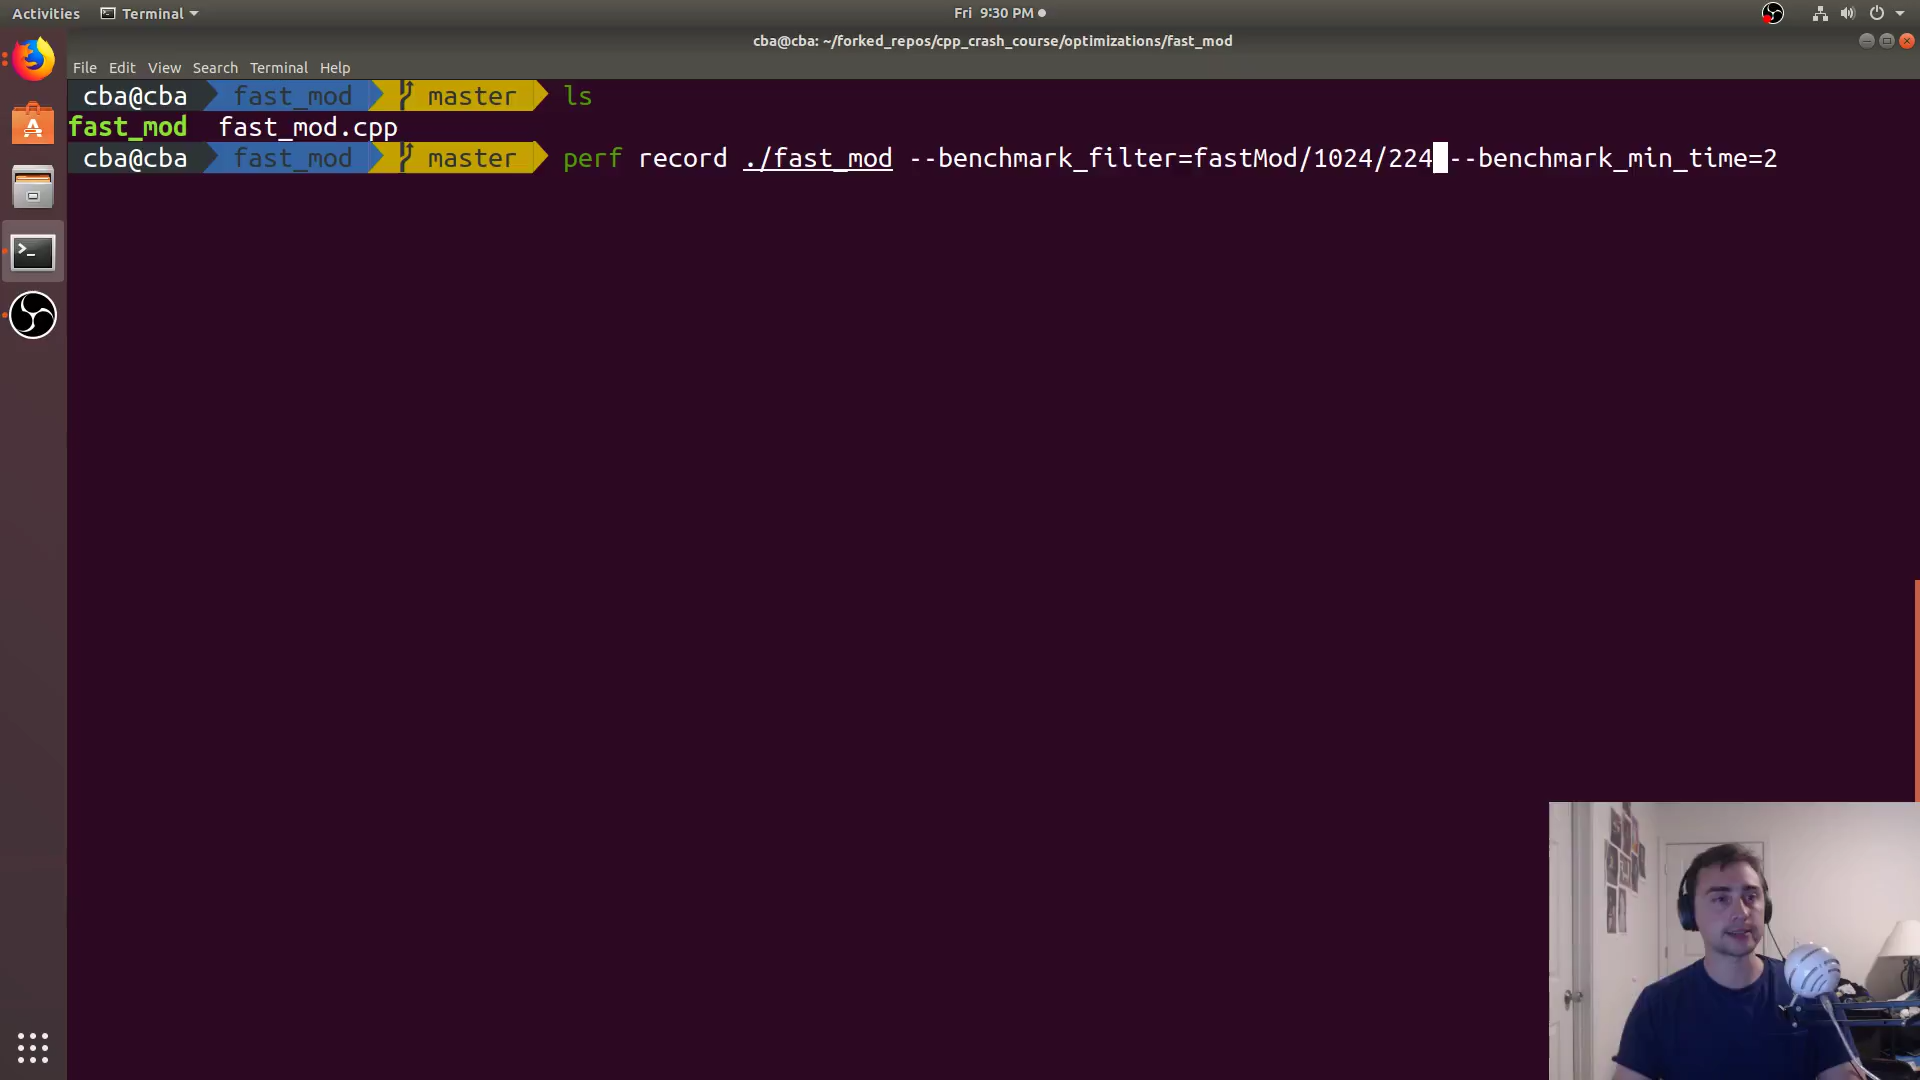 Activities Terminal Fri 9:30 PM
cba@cba: ~/forked_repos/cpp_crash_course/optimizations/fast_mod
File Edit View Search Terminal Help
cba@cba fast_mod master ls
fast_mod fast_mod.cpp
cba@cba fast_mod master perf record ./fast_mod --benchmark_filter=fastMod/1024/224 --benchmark_min_time=2